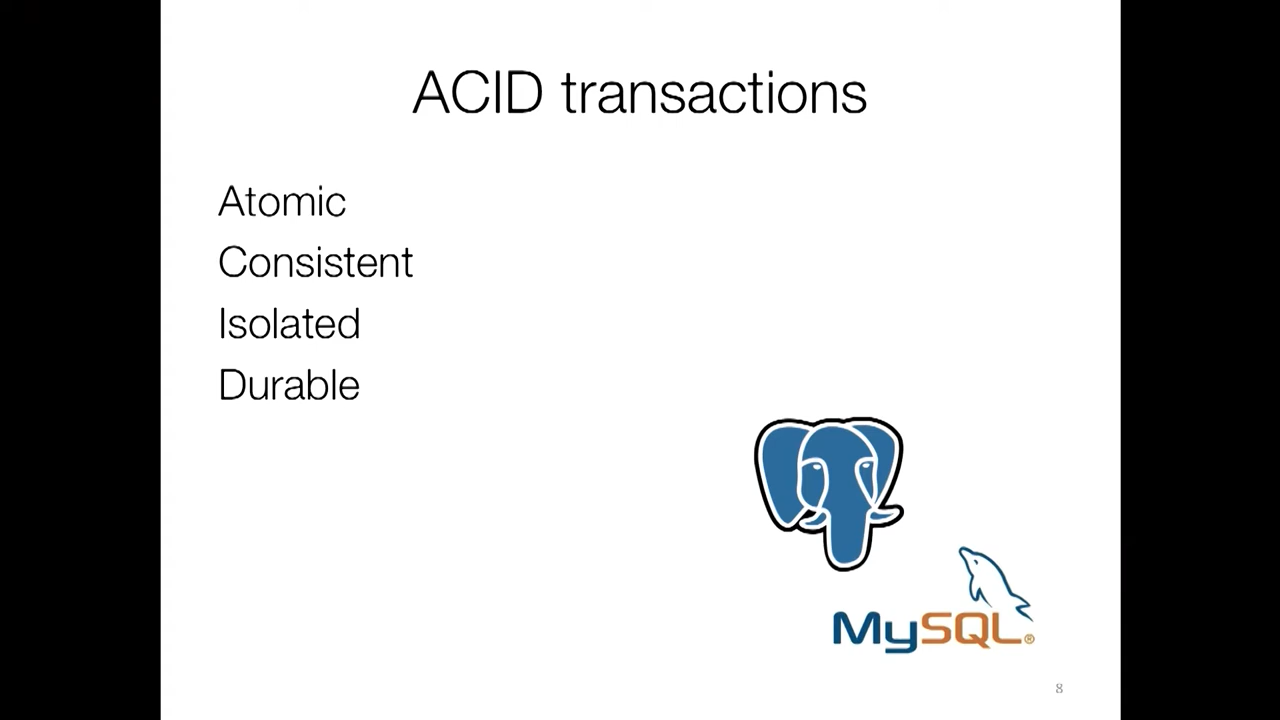 ACID transactions
Atomic
Consistent
Isolated
Durable
MySQL®
8